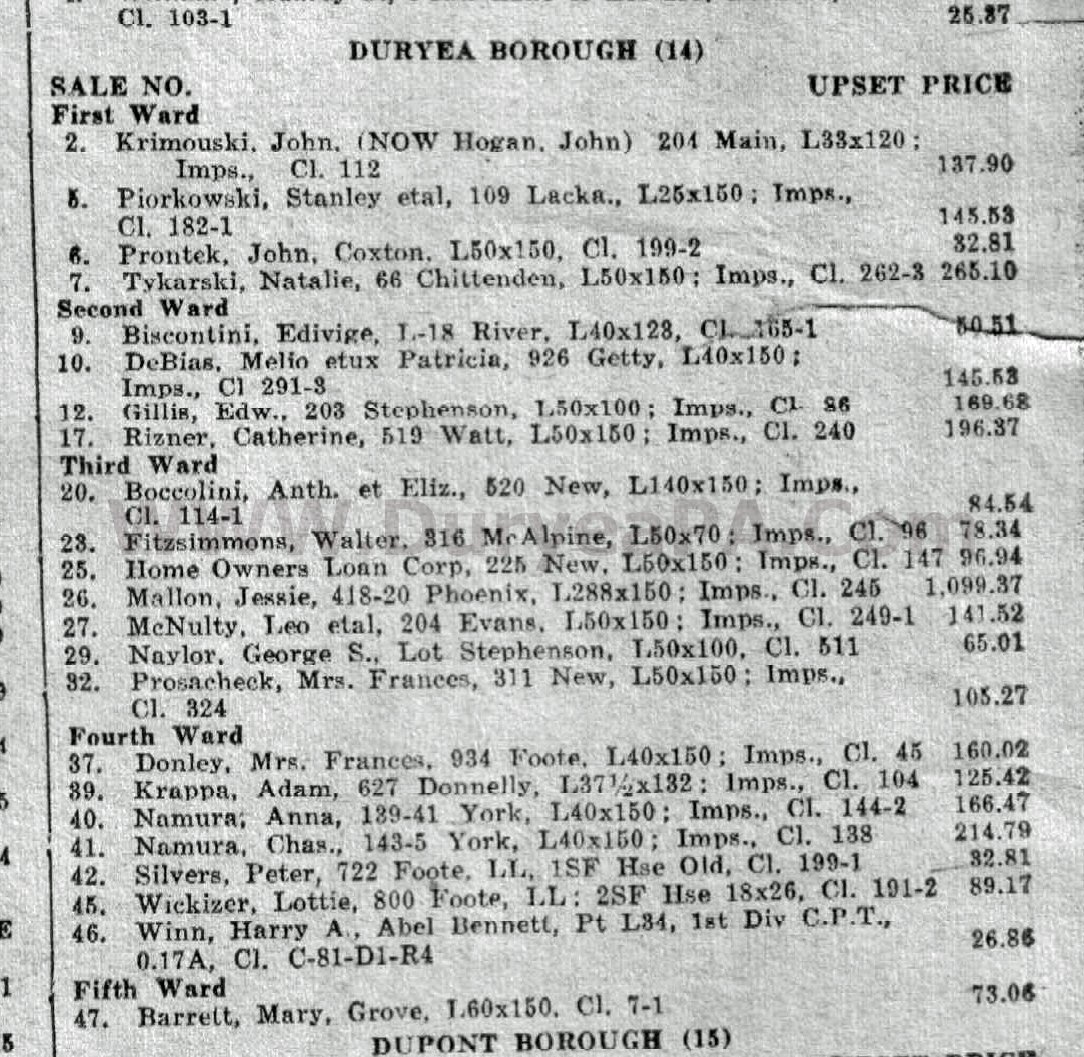 Cl. 103-1 25.87
DURYEA BOROUGH (14)
SALE NO. UPSET PRICE
First Ward
2. Krimouski, John, (NOW Hogan, John) 204 Main, L33x120;
Imps., Cl. 112 137.90
5. Piorkowski, Stanley etal, 109 Lacka., L25x150; Imps.,
Cl. 182-1 145.53
6. Prontek, John, Coxton, L50x150, Cl. 199-2 32.81
7. Tykarski, Natalie, 66 Chittenden, L50x150; Imps., Cl. 262-3 265.10
Second Ward
9. Biscontini, Edivige, L-18 River, L40x123, Cl. 165-1 50.51
10. DeBias, Melio etux Patricia, 926 Getty, L40x150;
Imps., Cl 291-3 145.53
12. Gillis, Edw., 203 Stephenson, L50x100; Imps., Cl 86 169.68
17. Rizner, Catherine, 519 Watt, L50x150; Imps., Cl. 240 196.37
Third Ward
20. Boccolini, Anth. et Eliz., 520 New, L140x150; Imps.,
Cl. 114-1 84.54
WWW.DuryeaPA.Com
23. Fitzsimmons, Walter, 316 McAlpine, L50x70; Imps., Cl. 96 78.34
25. Home Owners Loan Corp, 225 New, L50x150; Imps., Cl. 147 96.94
26. Mallon, Jessie, 418-20 Phoenix, L288x150; Imps., Cl. 245 1,099.37
27. McNulty, Leo etal, 204 Evans, L50x150; Imps., Cl. 249-1 141.52
29. Naylor, George S., Lot Stephenson, L50x100, Cl. 511 65.01
32. Prosacheck, Mrs. Frances, 311 New, L50x150; Imps.,
Cl. 324 105.27
Fourth Ward
37. Donley, Mrs. Frances, 934 Foote, L40x150; Imps., Cl. 45 160.02
39. Krappa, Adam, 627 Donnelly, L37½x132; Imps., Cl. 104 125.42
40. Namura; Anna, 139-41 York, L40x150; Imps., Cl. 144-2 166.47
41. Namura, Chas., 143-5 York, L40x150; Imps., Cl. 138 214.79
42. Silvers, Peter, 722 Foote, LL, 1SF Hse Old, Cl. 199-1 32.81
45. Wickizer, Lottie, 800 Foote, LL; 2SF Hse 18x26, Cl. 191-2 89.17
46. Winn, Harry A., Abel Bennett, Pt L34, 1st Div C.P.T.,
0.17A, Cl. C-81-D1-R4 26.86
Fifth Ward
47. Barrett, Mary, Grove, L60x150, Cl. 7-1 73.06
DUPONT BOROUGH (15)